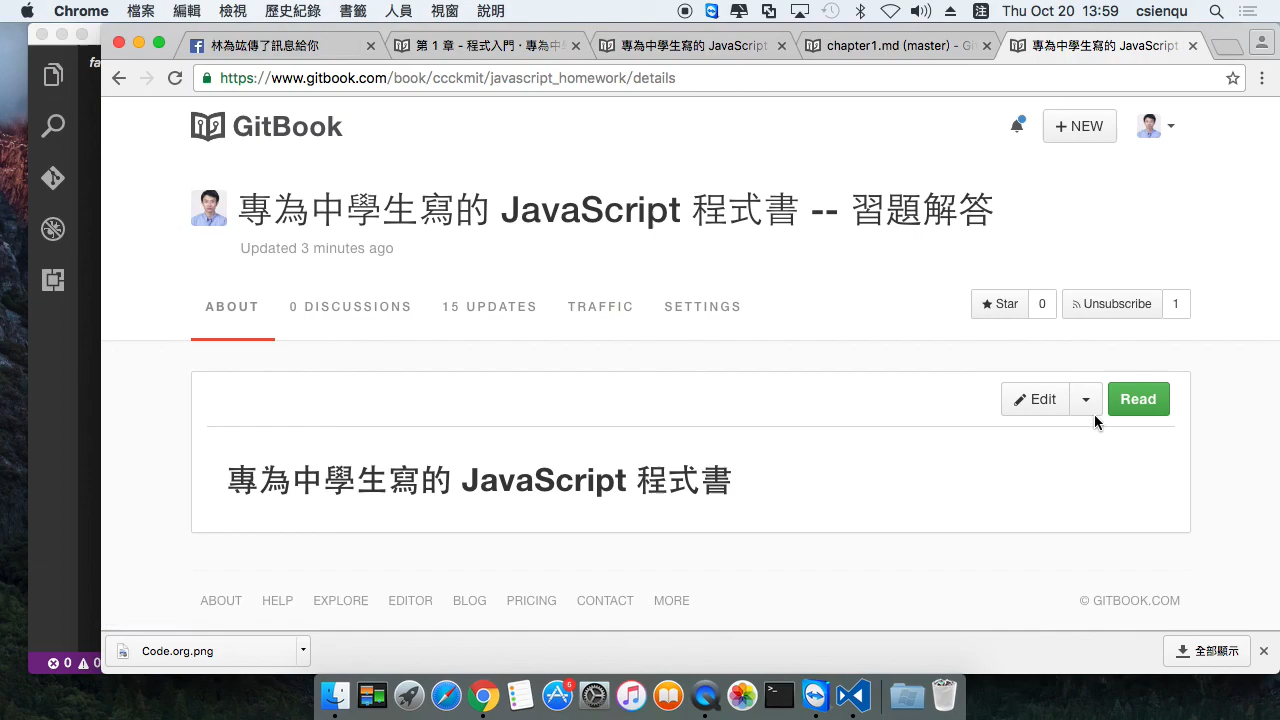 Chrome 檔案 編輯 檢視 歷史紀錄 書籤 人員 視窗 說明 注 Thu Oct 20 13:59 csienqu
林為竑傳了訊息給你 第 1 章 - 程式入門 · 專為中 專為中學生寫的 JavaScript chapter1.md (master) - Gi 專為中學生寫的 JavaScript
https://www.gitbook.com/book/ccckmit/javascript_homework/details
GitBook
+ NEW
專為中學生寫的 JavaScript 程式書 -- 習題解答
Updated 3 minutes ago
ABOUT 0 DISCUSSIONS 15 UPDATES TRAFFIC SETTINGS
Star 0 Unsubscribe 1
Edit Read
專為中學生寫的 JavaScript 程式書
ABOUT HELP EXPLORE EDITOR BLOG PRICING CONTACT MORE © GITBOOK.COM
Code.org.png 全部顯示
0 0
6